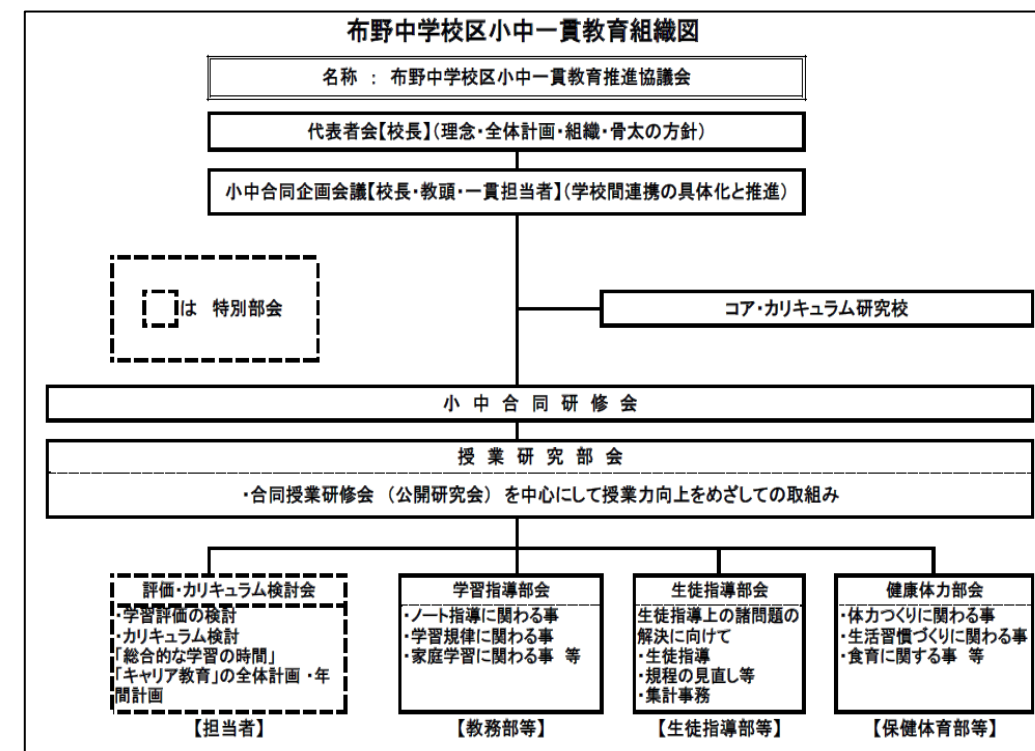 布野中学校区小中一貫教育組織図
名称 : 布野中学校区小中一貫教育推進協議会
代表者会【校長】(理念・全体計画・組織・骨太の方針)
小中合同企画会議【校長・教頭・一貫担当者】(学校間連携の具体化と推進)
は 特別部会
コア・カリキュラム研究校
小中合同研修会
授業研究部会
・合同授業研修会 (公開研究会) を中心にして授業力向上をめざしての取組み
評価・カリキュラム検討会
・学習評価の検討
・カリキュラム検討
「総合的な学習の時間」
「キャリア教育」の全体計画・年
間計画
【担当者】
学習指導部会
・ノート指導に関わる事
・学習規律に関わる事
・家庭学習に関わる事 等
【教務部等】
生徒指導部会
生徒指導上の諸問題の
解決に向けて
・生徒指導
・規程の見直し等
・集計事務
【生徒指導部等】
健康体力部会
・体力つくりに関わる事
・生活習慣づくりに関わる事
・食育に関する事 等
【保健体育部等】